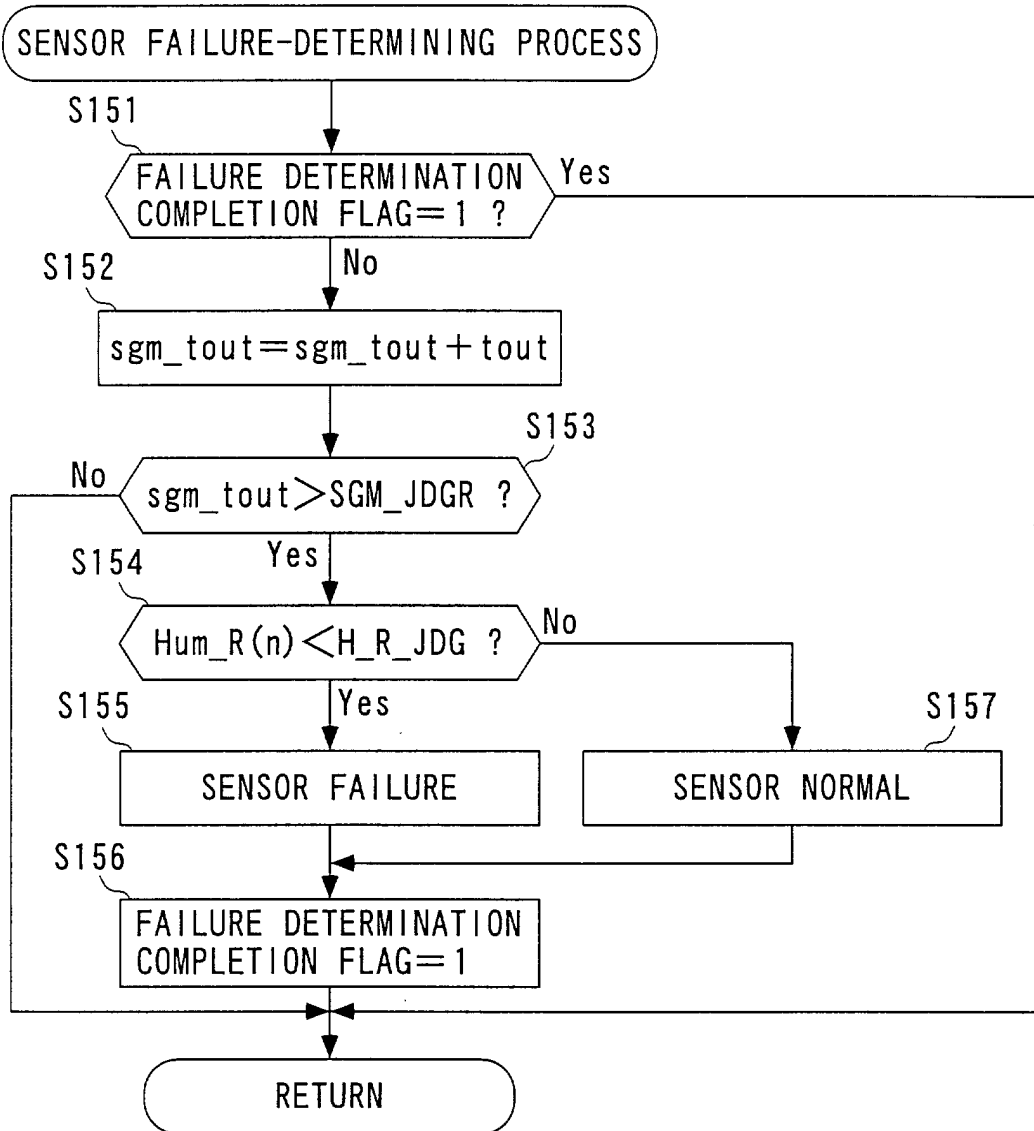 SENSOR FAILURE-DETERMINING PROCESS
S151
FAILURE DETERMINATION
COMPLETION FLAG=1 ?
Yes
No
S152
sgm_tout=sgm_tout+tout
S153
No
sgm_tout>SGM_JDGR ?
Yes
S154
Hum_R(n)<H_R_JDG ?
No
Yes
S155
SENSOR FAILURE
S157
SENSOR NORMAL
S156
FAILURE DETERMINATION
COMPLETION FLAG=1
RETURN